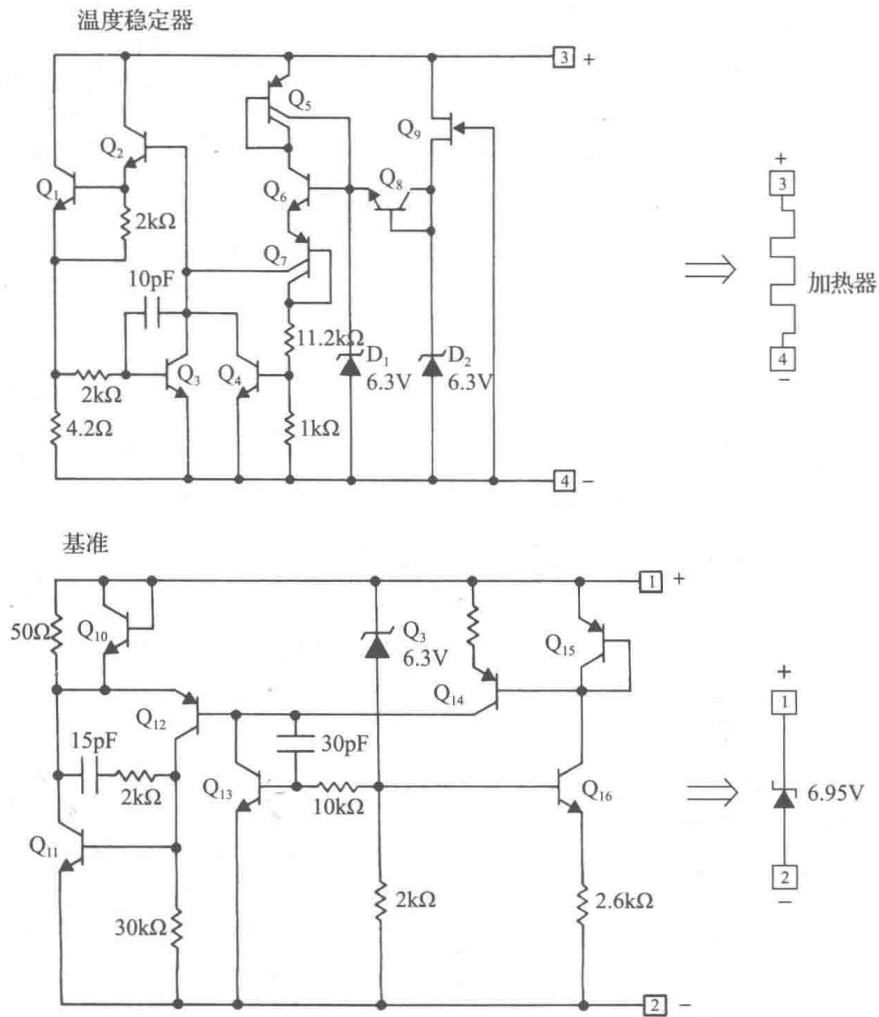 温度稳定器
3 +
Q₅
Q₉
Q₂
Q₁
Q₆
Q₈
2kΩ
Q₇
10pF
11.2kΩ
D₁
6.3V
D₂
6.3V
Q₃
Q₄
2kΩ
4.2Ω
1kΩ
4 −
+
3
加热器
4
−
基准
1 +
50Ω
Q₁₀
Q₃
6.3V
Q₁₅
Q₁₄
Q₁₂
15pF
30pF
2kΩ
Q₁₃
10kΩ
Q₁₆
Q₁₁
30kΩ
2kΩ
2.6kΩ
2 −
+
1
6.95V
2
−